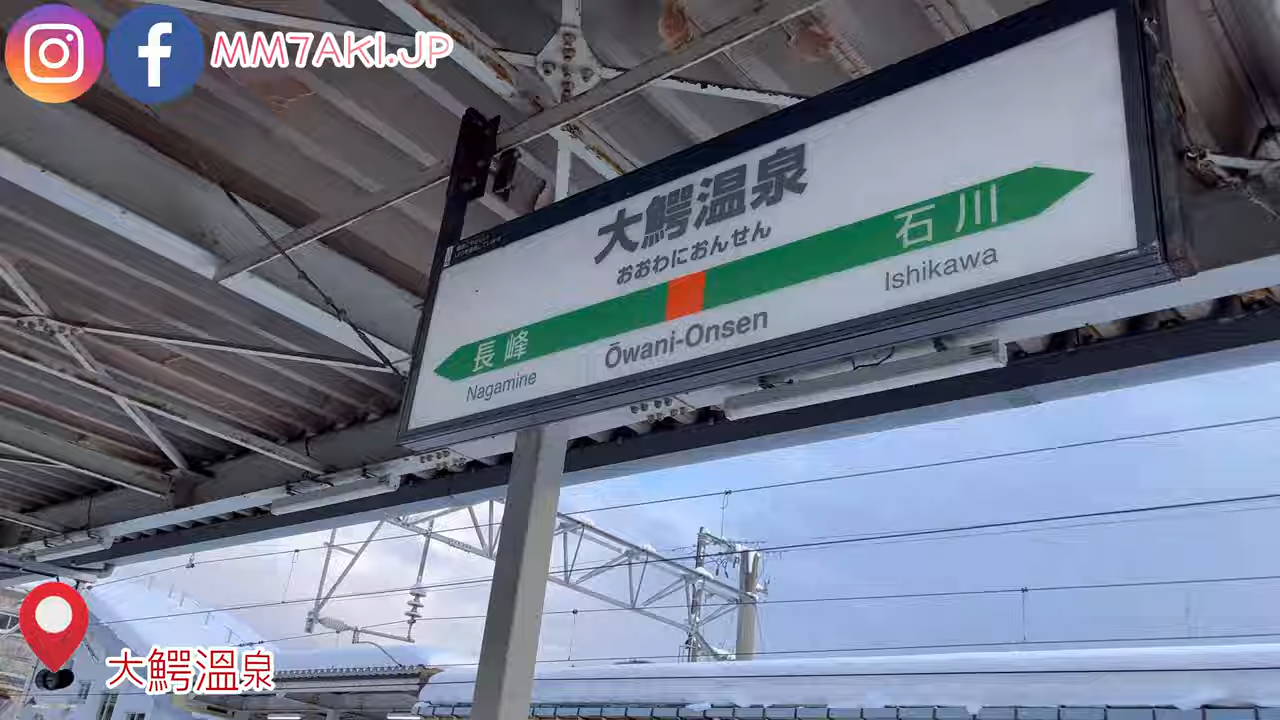 MM7AKI.JP
大鰐温泉
おおわにおんせん
石川
Ishikawa
長峰
Nagamine
Ōwani-Onsen
大鰐溫泉